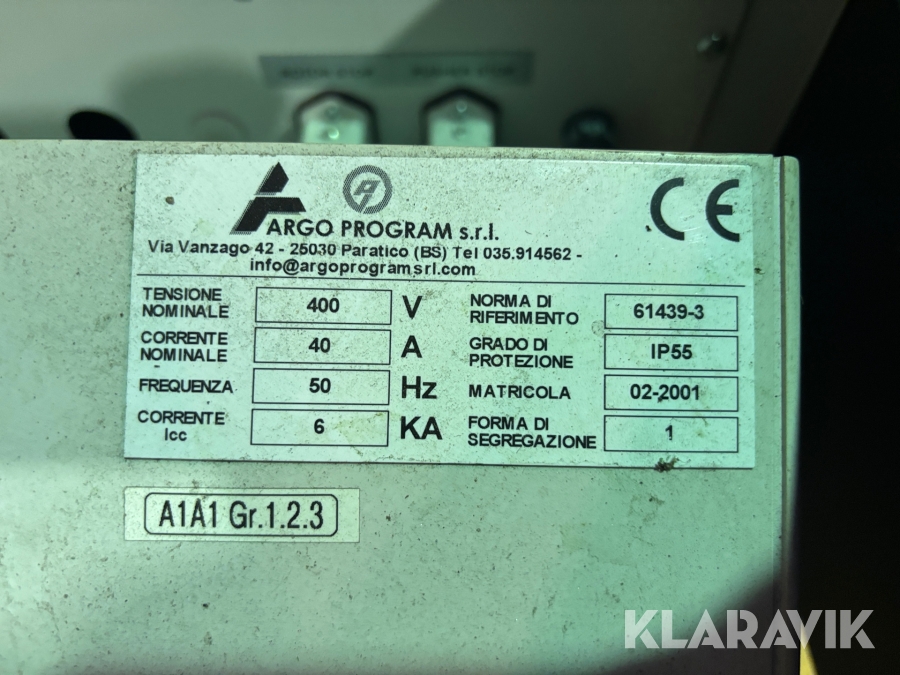 ARGO PROGRAM s.r.l.
Via Vanzago 42 - 25030 Paratico (BS) Tel 035.914562 -
info@argoprogramsrl.com
CE
TENSIONE NOMINALE 400 V
NORMA DI RIFERIMENTO 61439-3
CORRENTE NOMINALE 40 A
GRADO DI PROTEZIONE IP55
FREQUENZA 50 Hz
MATRICOLA 02-2001
CORRENTE Icc 6 KA
FORMA DI SEGREGAZIONE 1
A1A1 Gr.1.2.3
KLARAVIK